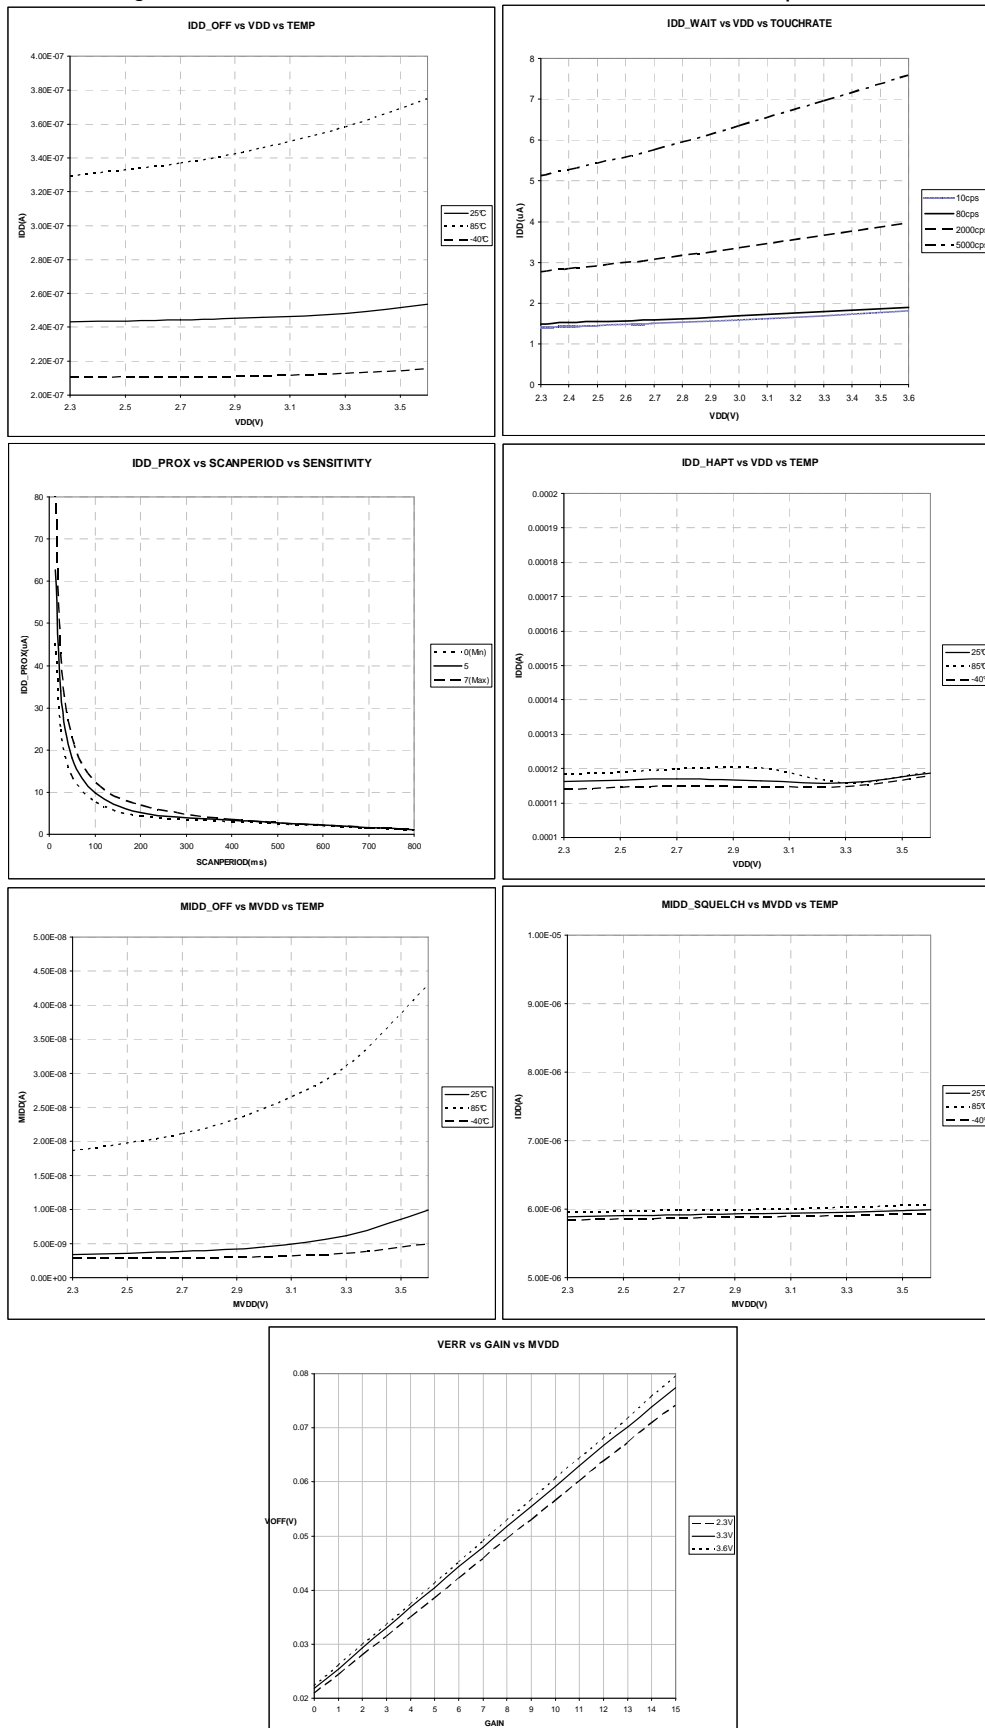 IDD_OFF vs VDD vs TEMP
4.00E-07
3.80E-07
3.60E-07
3.40E-07
3.20E-07
3.00E-07
2.80E-07
2.60E-07
2.40E-07
2.20E-07
2.00E-07
IDD(A)
2.3 2.5 2.7 2.9 3.1 3.3 3.5
VDD(V)
25℃
85℃
-40℃
IDD_WAIT vs VDD vs TOUCHRATE
8
7
6
5
4
3
2
1
0
IDD(uA)
2.3 2.4 2.5 2.6 2.7 2.8 2.9 3.0 3.1 3.2 3.3 3.4 3.5 3.6
VDD(V)
10cps
80cps
2000cps
5000cps
IDD_PROX vs SCANPERIOD vs SENSITIVITY
80
70
60
50
40
30
20
10
0
IDD_PROX(uA)
0 100 200 300 400 500 600 700 800
SCANPERIOD(ms)
0(Min)
5
7(Max)
IDD_HAPT vs VDD vs TEMP
0.0002
0.00019
0.00018
0.00017
0.00016
0.00015
0.00014
0.00013
0.00012
0.00011
0.0001
IDD(A)
2.3 2.5 2.7 2.9 3.1 3.3 3.5
VDD(V)
25℃
85℃
-40℃
MIDD_OFF vs MVDD vs TEMP
5.00E-08
4.50E-08
4.00E-08
3.50E-08
3.00E-08
2.50E-08
2.00E-08
1.50E-08
1.00E-08
5.00E-09
0.00E+00
MIDD(A)
2.3 2.5 2.7 2.9 3.1 3.3 3.5
MVDD(V)
25℃
85℃
-40℃
MIDD_SQUELCH vs MVDD vs TEMP
1.00E-05
9.00E-06
8.00E-06
7.00E-06
6.00E-06
5.00E-06
IDD(A)
2.3 2.5 2.7 2.9 3.1 3.3 3.5
MVDD(V)
25℃
85℃
-40℃
VERR vs GAIN vs MVDD
0.08
0.07
0.06
0.05
0.04
0.03
0.02
VOFF(V)
0 1 2 3 4 5 6 7 8 9 10 11 12 13 14 15
GAIN
2.3V
3.3V
3.6V